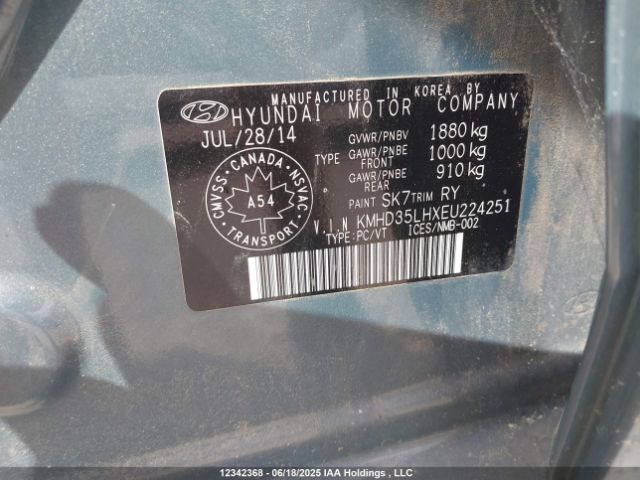 MANUFACTURED IN KOREA BY
HYUNDAI MOTOR COMPANY
JUL/28/14
GVWR/PNBV 1880 kg
TYPE GAWR/PNBE FRONT 1000 kg
GAWR/PNBE REAR 910 kg
PAINT SK7 TRIM RY
V.I.N KMHD35LHXEU224251
TYPE:PC/VT ICES/NMB-002
CMVSS · CANADA · NSVAC
A54
TRANSPORT
12342368 - 06/18/2025 IAA Holdings , LLC